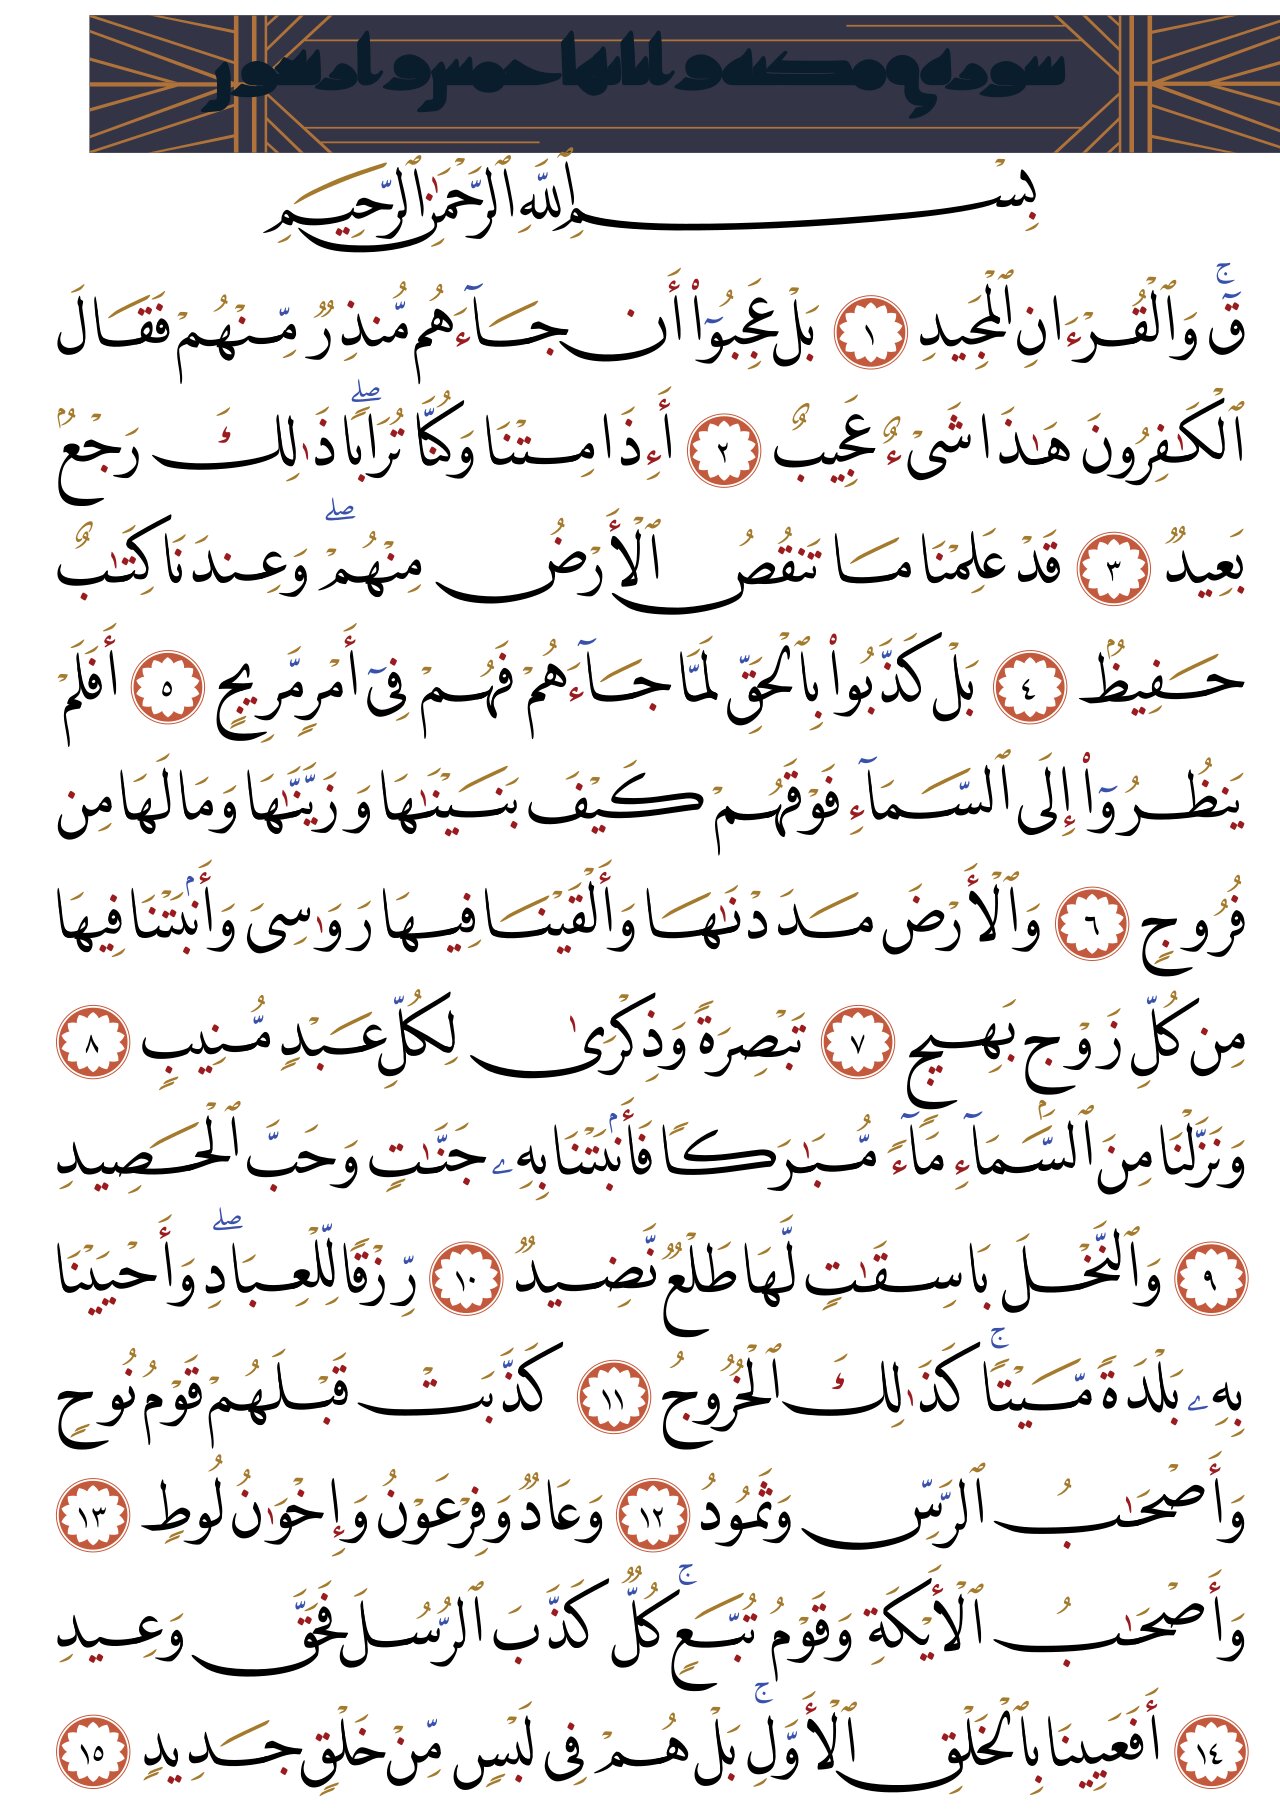 سورة ق مكية و اياتها خمس و اربعون
بِسْمِ ٱللَّهِ ٱلرَّحْمَٰنِ ٱلرَّحِيمِ
قٓ ۚ وَٱلْقُرْءَانِ ٱلْمَجِيدِ ١ بَلْ عَجِبُوٓا۟ أَن جَآءَهُم مُّنذِرٌ مِّنْهُمْ فَقَالَ
ٱلْكَٰفِرُونَ هَٰذَا شَىْءٌ عَجِيبٌ ٢ أَءِذَا مِتْنَا وَكُنَّا تُرَابًا ۖ ذَٰلِكَ رَجْعٌۢ
بَعِيدٌ ٣ قَدْ عَلِمْنَا مَا تَنقُصُ ٱلْأَرْضُ مِنْهُمْ ۖ وَعِندَنَا كِتَٰبٌ
حَفِيظٌۢ ٤ بَلْ كَذَّبُوا۟ بِٱلْحَقِّ لَمَّا جَآءَهُمْ فَهُمْ فِىٓ أَمْرٍ مَّرِيجٍ ٥ أَفَلَمْ
يَنظُرُوٓا۟ إِلَى ٱلسَّمَآءِ فَوْقَهُمْ كَيْفَ بَنَيْنَٰهَا وَزَيَّنَّٰهَا وَمَا لَهَا مِن
فُرُوجٍ ٦ وَٱلْأَرْضَ مَدَدْنَٰهَا وَأَلْقَيْنَا فِيهَا رَوَٰسِىَ وَأَنۢبَتْنَا فِيهَا
مِن كُلِّ زَوْجٍۭ بَهِيجٍ ٧ تَبْصِرَةً وَذِكْرَىٰ لِكُلِّ عَبْدٍ مُّنِيبٍ ٨
وَنَزَّلْنَا مِنَ ٱلسَّمَآءِ مَآءً مُّبَٰرَكًا فَأَنۢبَتْنَا بِهِۦ جَنَّٰتٍ وَحَبَّ ٱلْحَصِيدِ
٩ وَٱلنَّخْلَ بَاسِقَٰتٍ لَّهَا طَلْعٌ نَّضِيدٌ ١٠ رِّزْقًا لِّلْعِبَادِ ۖ وَأَحْيَيْنَا
بِهِۦ بَلْدَةً مَّيْتًا ۚ كَذَٰلِكَ ٱلْخُرُوجُ ١١ كَذَّبَتْ قَبْلَهُمْ قَوْمُ نُوحٍ
وَأَصْحَٰبُ ٱلرَّسِّ وَثَمُودُ ١٢ وَعَادٌ وَفِرْعَوْنُ وَإِخْوَٰنُ لُوطٍ ١٣
وَأَصْحَٰبُ ٱلْأَيْكَةِ وَقَوْمُ تُبَّعٍ ۚ كُلٌّ كَذَّبَ ٱلرُّسُلَ فَحَقَّ وَعِيدِ
١٤ أَفَعَيِينَا بِٱلْخَلْقِ ٱلْأَوَّلِ ۚ بَلْ هُمْ فِى لَبْسٍ مِّنْ خَلْقٍ جَدِيدٍ ١٥